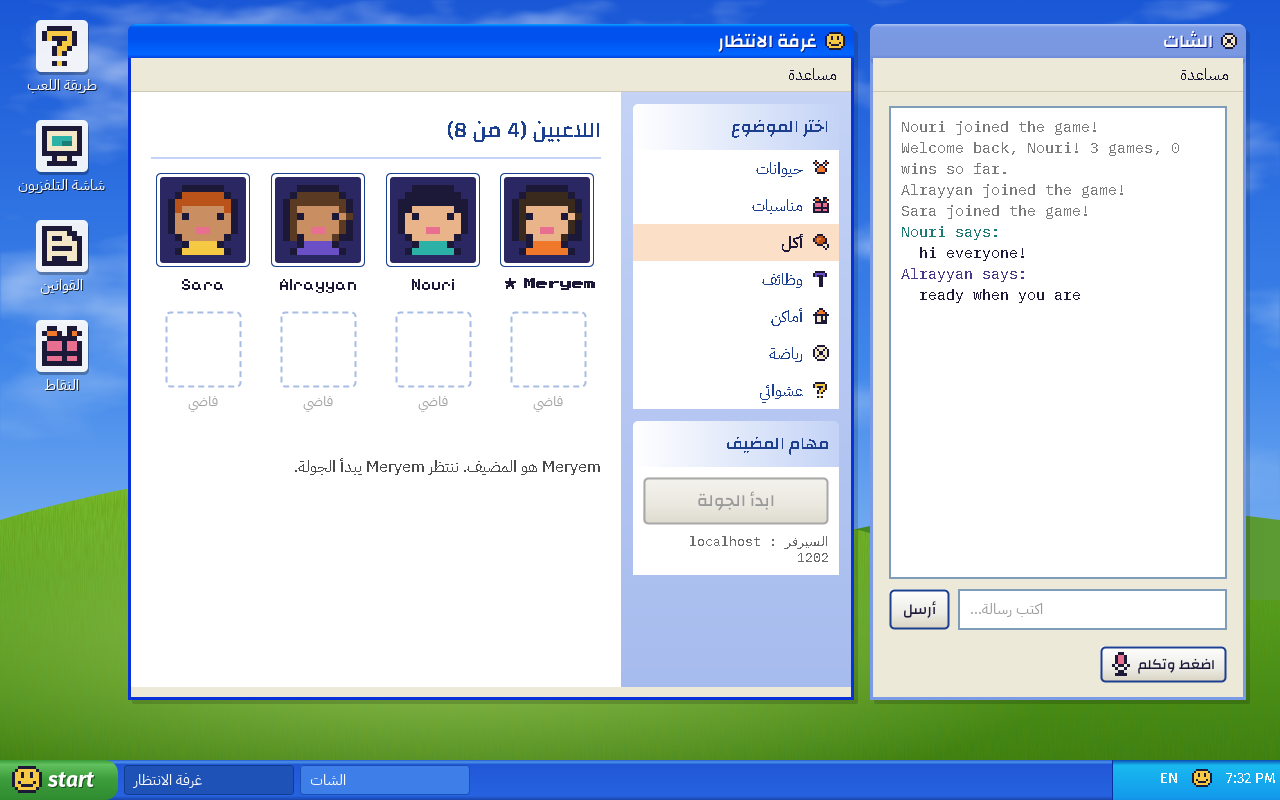 طريقة اللعب
شاشة التلفزيون
القوانين
النقاط
غرفة الانتظار
مساعدة
اللاعبين (4 من 8)
Sara
Alrayyan
Nouri
★ Meryem
فاضي
فاضي
فاضي
فاضي
Meryem هو المضيف. ننتظر Meryem يبدأ الجولة.
اختر الموضوع
حيوانات
مناسبات
أكل
وظائف
أماكن
رياضة
عشوائي
مهام المضيف
ابدأ الجولة
السيرفر : localhost
1202
الشات
مساعدة
Nouri joined the game!
Welcome back, Nouri! 3 games, 0
wins so far.
Alrayyan joined the game!
Sara joined the game!
Nouri says:
hi everyone!
Alrayyan says:
ready when you are
اكتب رسالة...
أرسل
اضغط وتكلم
start
غرفة الانتظار
الشات
EN
7:32 PM